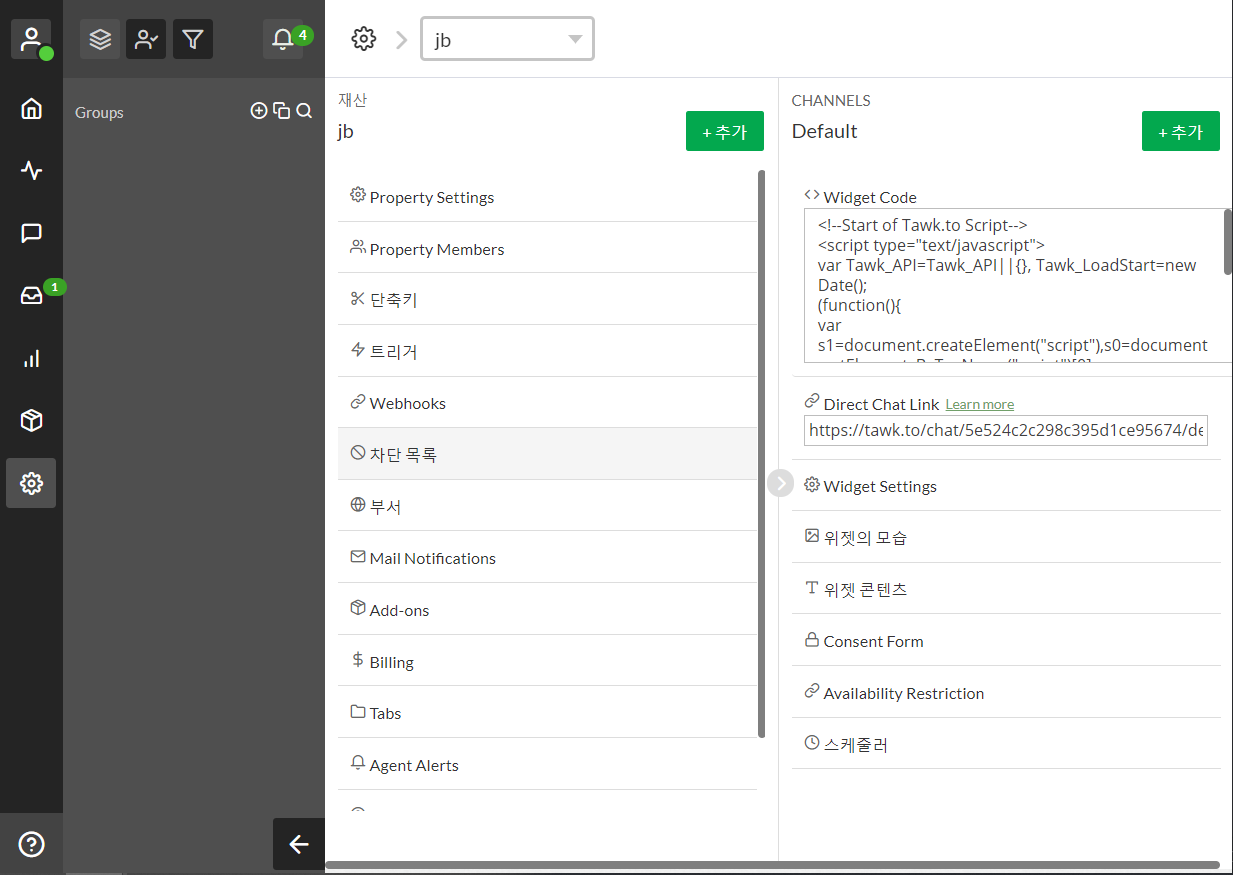 4
jb
Groups
재산
jb
+ 추가
CHANNELS
Default
+ 추가
Property Settings
Property Members
단축키
트리거
Webhooks
차단 목록
부서
Mail Notifications
Add-ons
Billing
Tabs
Agent Alerts
1
Widget Code
<!--Start of Tawk.to Script-->
<script type="text/javascript">
var Tawk_API=Tawk_API||{}, Tawk_LoadStart=new
Date();
(function(){
var
s1=document.createElement("script"),s0=document
Direct Chat Link Learn more
https://tawk.to/chat/5e524c2c298c395d1ce95674/de
Widget Settings
위젯의 모습
위젯 콘텐츠
Consent Form
Availability Restriction
스케줄러